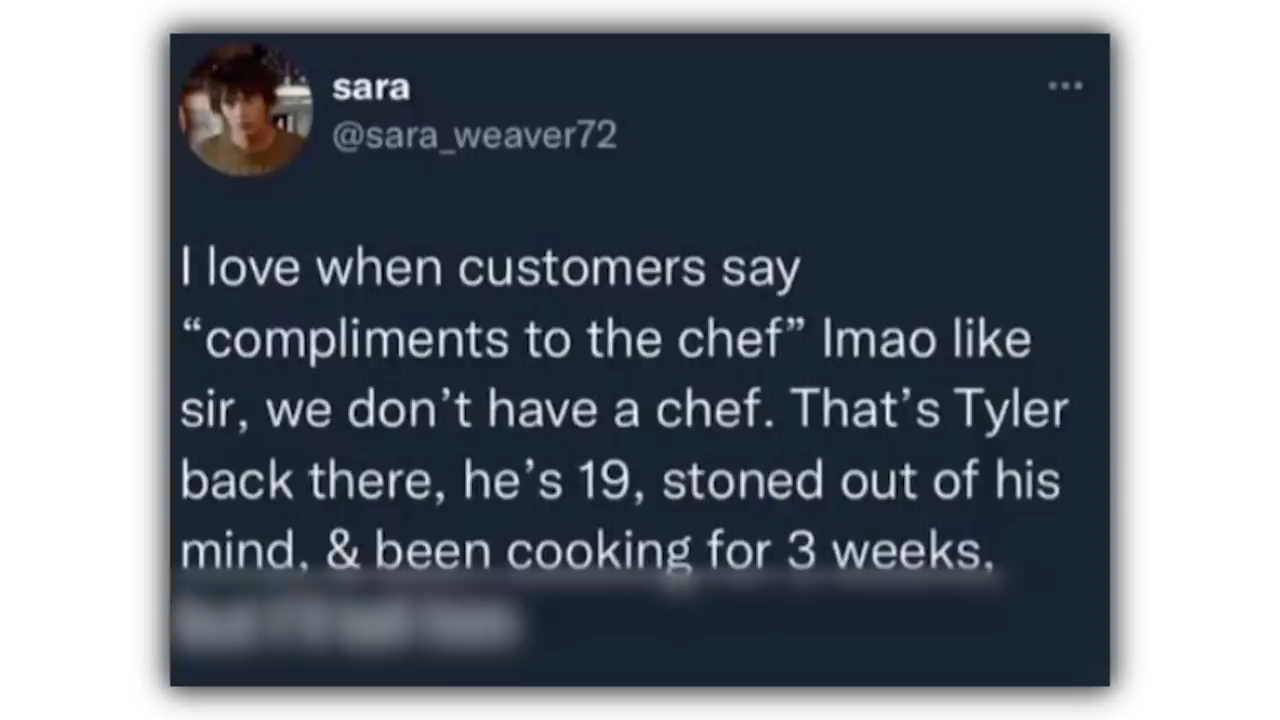 sara
@sara_weaver72
I love when customers say
“compliments to the chef” lmao like
sir, we don’t have a chef. That’s Tyler
back there, he’s 19, stoned out of his
mind, & been cooking for 3 weeks,